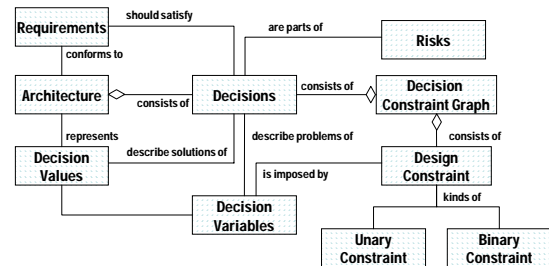 Requirements
should satisfy
are parts of
Risks
conforms to
Architecture
consists of
Decisions
consists of
Decision
Constraint Graph
represents
describe problems of
consists of
Decision
Values
describe solutions of
is imposed by
Design
Constraint
kinds of
Decision
Variables
Unary
Constraint
Binary
Constraint